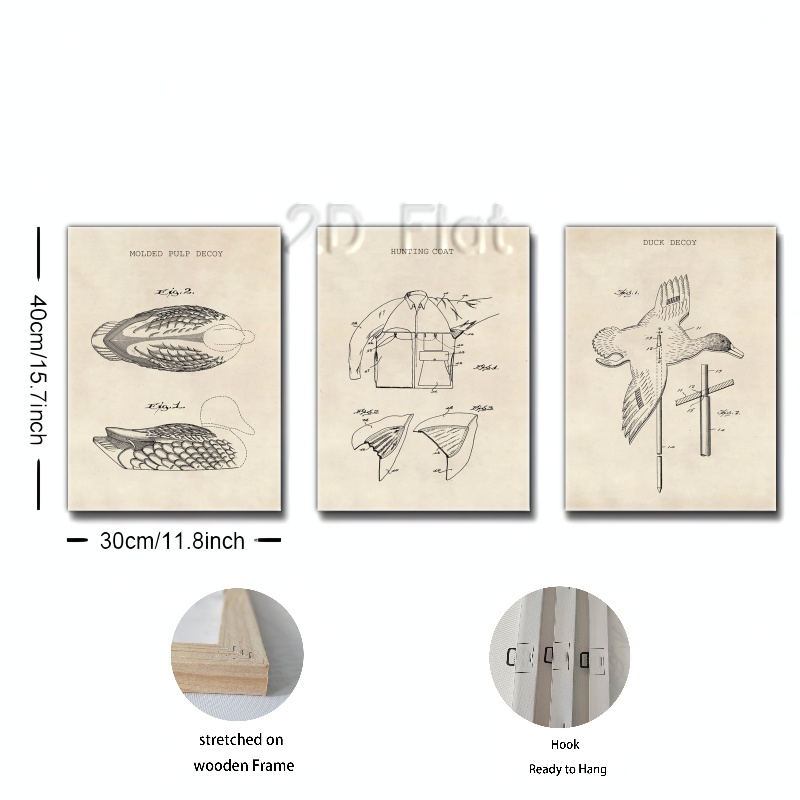 2D Flat
MOLDED PULP DECOY
HUNTING COAT
DUCK DECOY
Fig. 2.
Fig. 1.
Fig. 1.
Fig. 2.
Fig. 3.
Fig. 1.
Fig. 2.
40cm/15.7inch
30cm/11.8inch
stretched on
wooden Frame
Hook
Ready to Hang